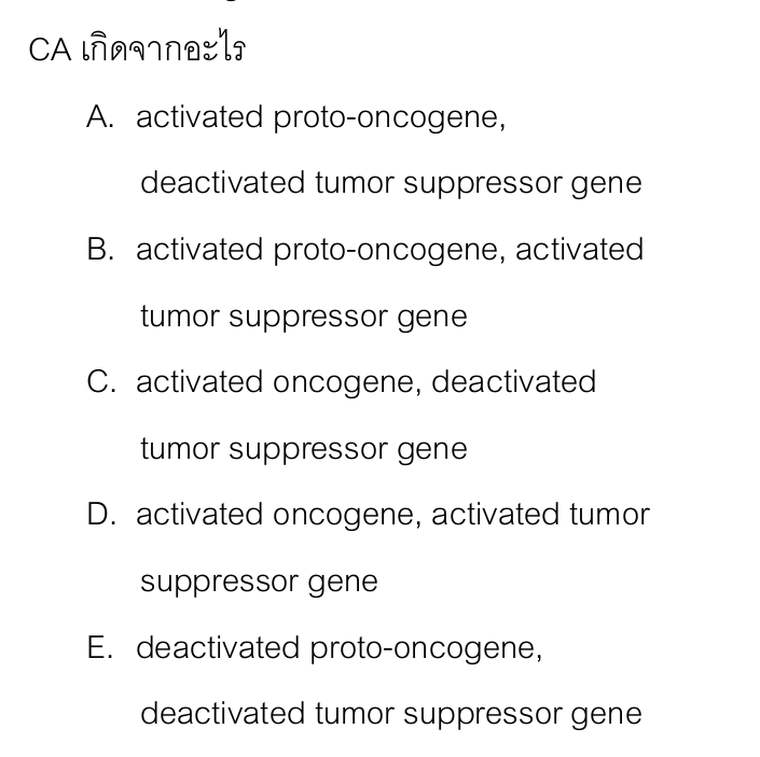 CA เกิดจากอะไร
A. activated proto-oncogene,
deactivated tumor suppressor gene
B. activated proto-oncogene, activated
tumor suppressor gene
C. activated oncogene, deactivated
tumor suppressor gene
D. activated oncogene, activated tumor
suppressor gene
E. deactivated proto-oncogene,
deactivated tumor suppressor gene